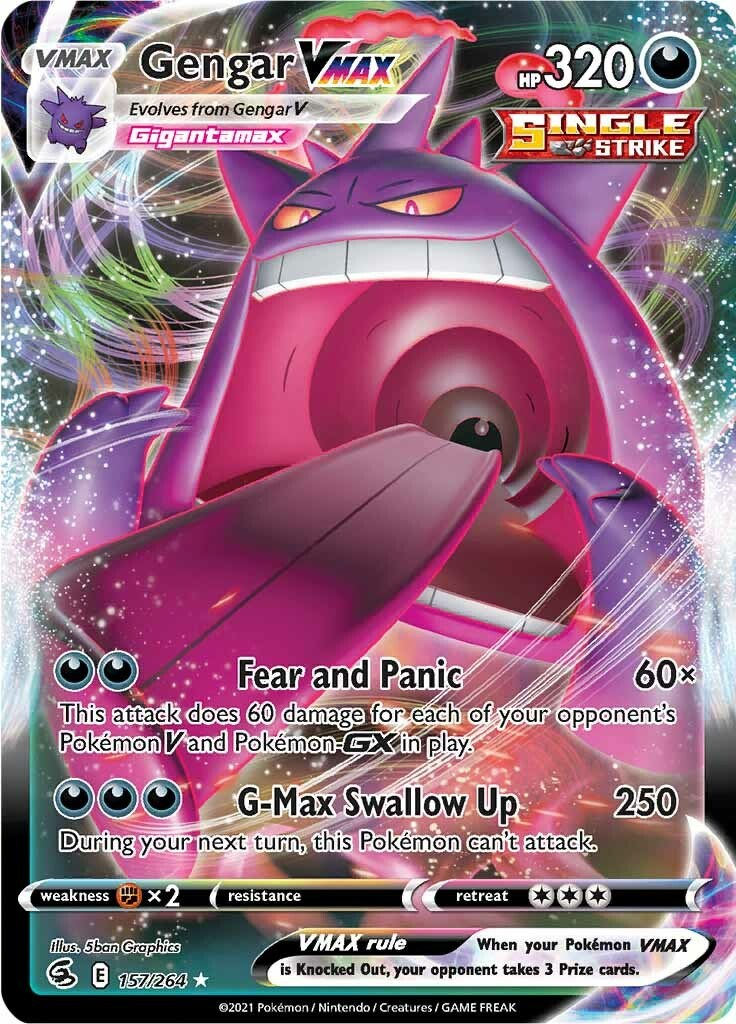 VMAX
Gengar VMAX
HP 320
Evolves from Gengar V
Gigantamax
SINGLE
STRIKE
Fear and Panic 60×
This attack does 60 damage for each of your opponent's
Pokémon V and Pokémon-GX in play.
G-Max Swallow Up 250
During your next turn, this Pokémon can't attack.
weakness ×2 resistance retreat
Illus. 5ban Graphics
VMAX rule When your Pokémon VMAX
is Knocked Out, your opponent takes 3 Prize cards.
E 157/264 ★
©2021 Pokémon / Nintendo / Creatures / GAME FREAK